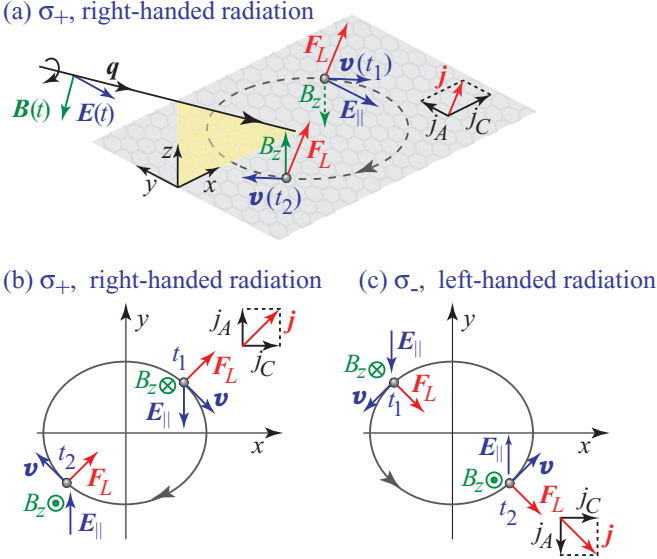 (a) σ+, right-handed radiation
F_L v(t1)
q
j
B(t) E(t)
B_z
E_||
j_A j_C
B_z F_L
z
y x
v(t2)
(b) σ+, right-handed radiation
(c) σ-, left-handed radiation
y
j_A j
j_C
t1 F_L
B_z
v
E_||
x
v t2
F_L
B_z
E_||
y
E_||
B_z
F_L
v t1
x
E_|| v
B_z
t2 F_L j_C
j_A j